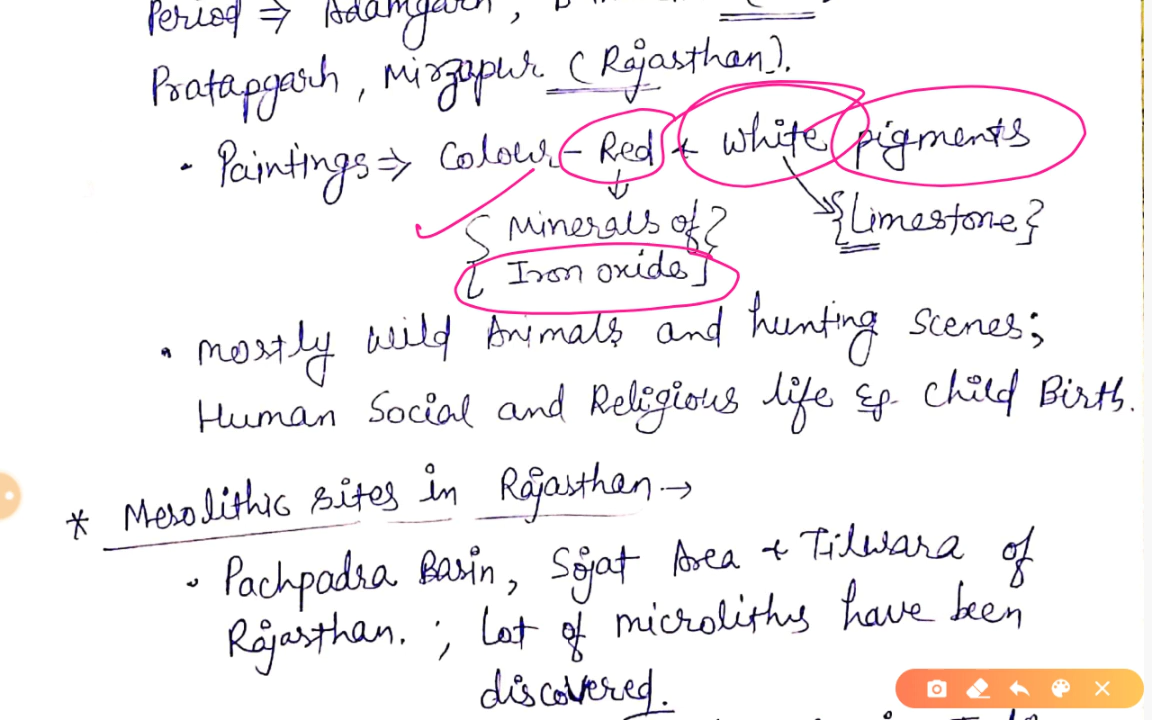 Period ⇒ Adamgarh,
Pratapgarh, Mirzapur (Rajasthan).
• Paintings ⇒ Colour - Red + white pigments
{Minerals of Iron oxide} {Limestone}
• mostly wild Animals and hunting scenes;
Human Social and Religious life Ep. Child Birth.
* Mesolithic sites in Rajasthan →
• Pachpadra Basin, Sojat Area + Tilwara of
Rajasthan. ; Lot of microliths have been
discovered.